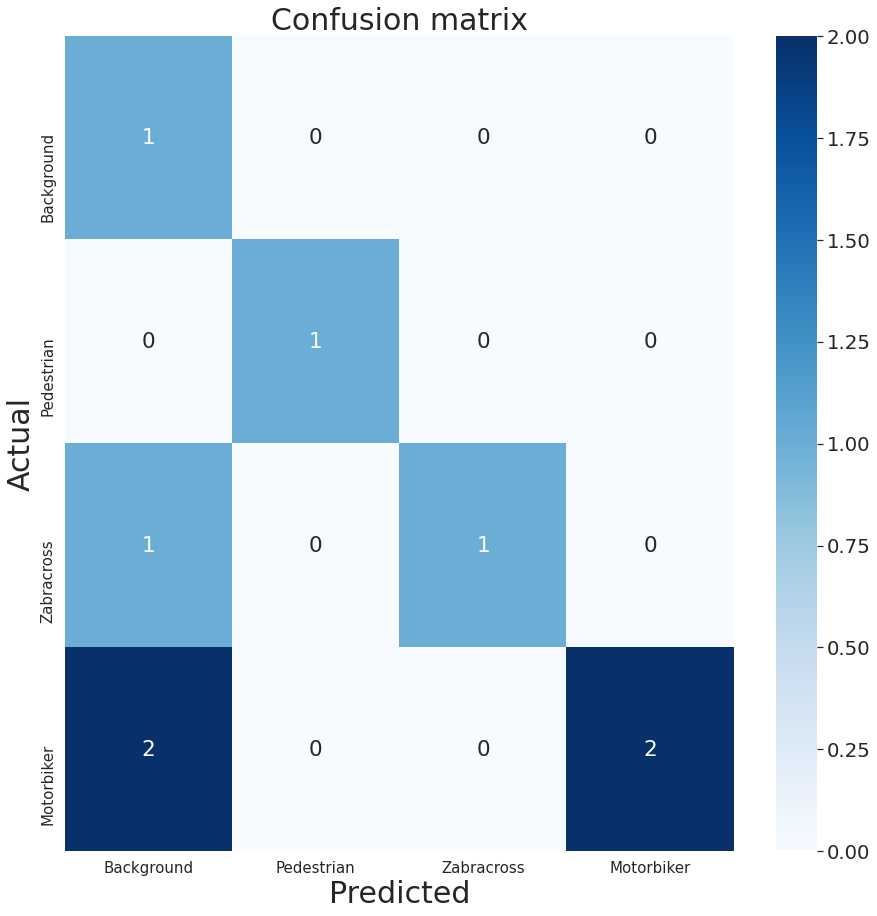 Confusion matrix
Actual
Background
1 0 0 0
Pedestrian
0 1 0 0
Zabracross
1 0 1 0
Motorbiker
2 0 0 2
Background Pedestrian Zabracross Motorbiker
Predicted
2.00
1.75
1.50
1.25
1.00
0.75
0.50
0.25
0.00